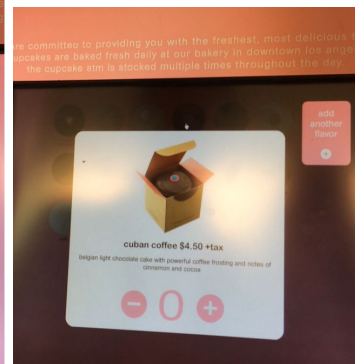 re committed to providing you with the freshest, most delicious
upcakes are baked fresh daily at our bakery in downtown los ange
the cupcake atm is stocked multiple times throughout the day.
add
another
flavor
+
cuban coffee $4.50 +tax
belgian light chocolate cake with powerful coffee frosting and notes of
cinnamon and cocoa
- 0 +